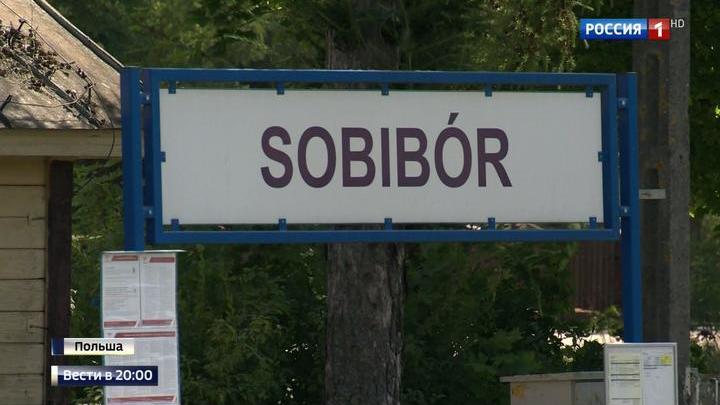 РОССИЯ 1 HD
SOBIBÓR
Польша
Вести в 20:00